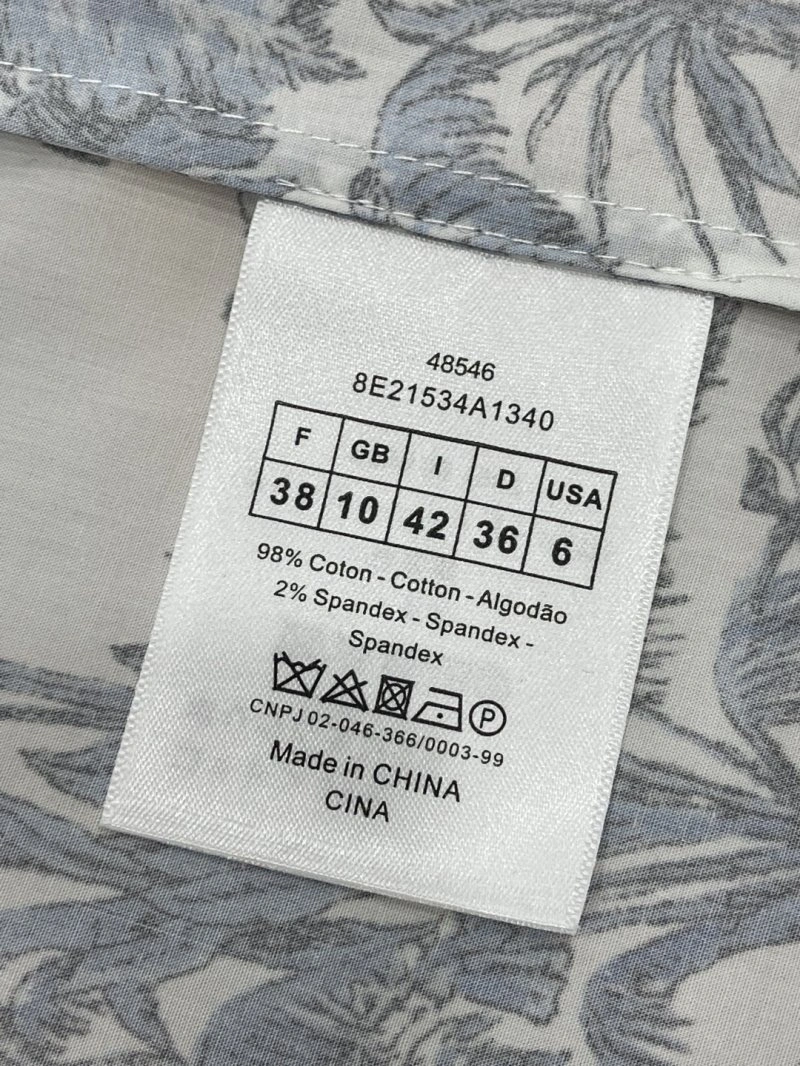 48546
8E21534A1340
F GB I D USA
38 10 42 36 6
98% Coton - Cotton - Algodão
2% Spandex - Spandex -
Spandex
P
CNPJ 02-046-366/0003-99
Made in CHINA
CINA